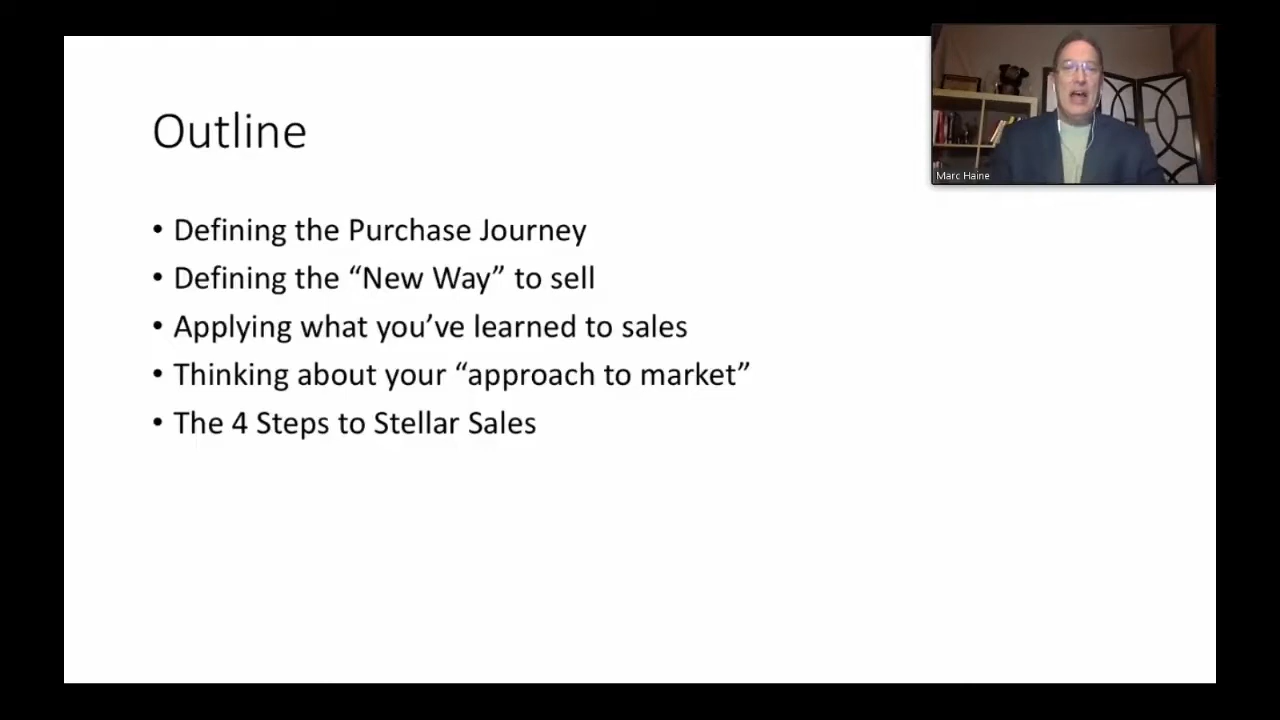 Outline
• Defining the Purchase Journey
• Defining the “New Way” to sell
• Applying what you’ve learned to sales
• Thinking about your “approach to market”
• The 4 Steps to Stellar Sales
Marc Haine